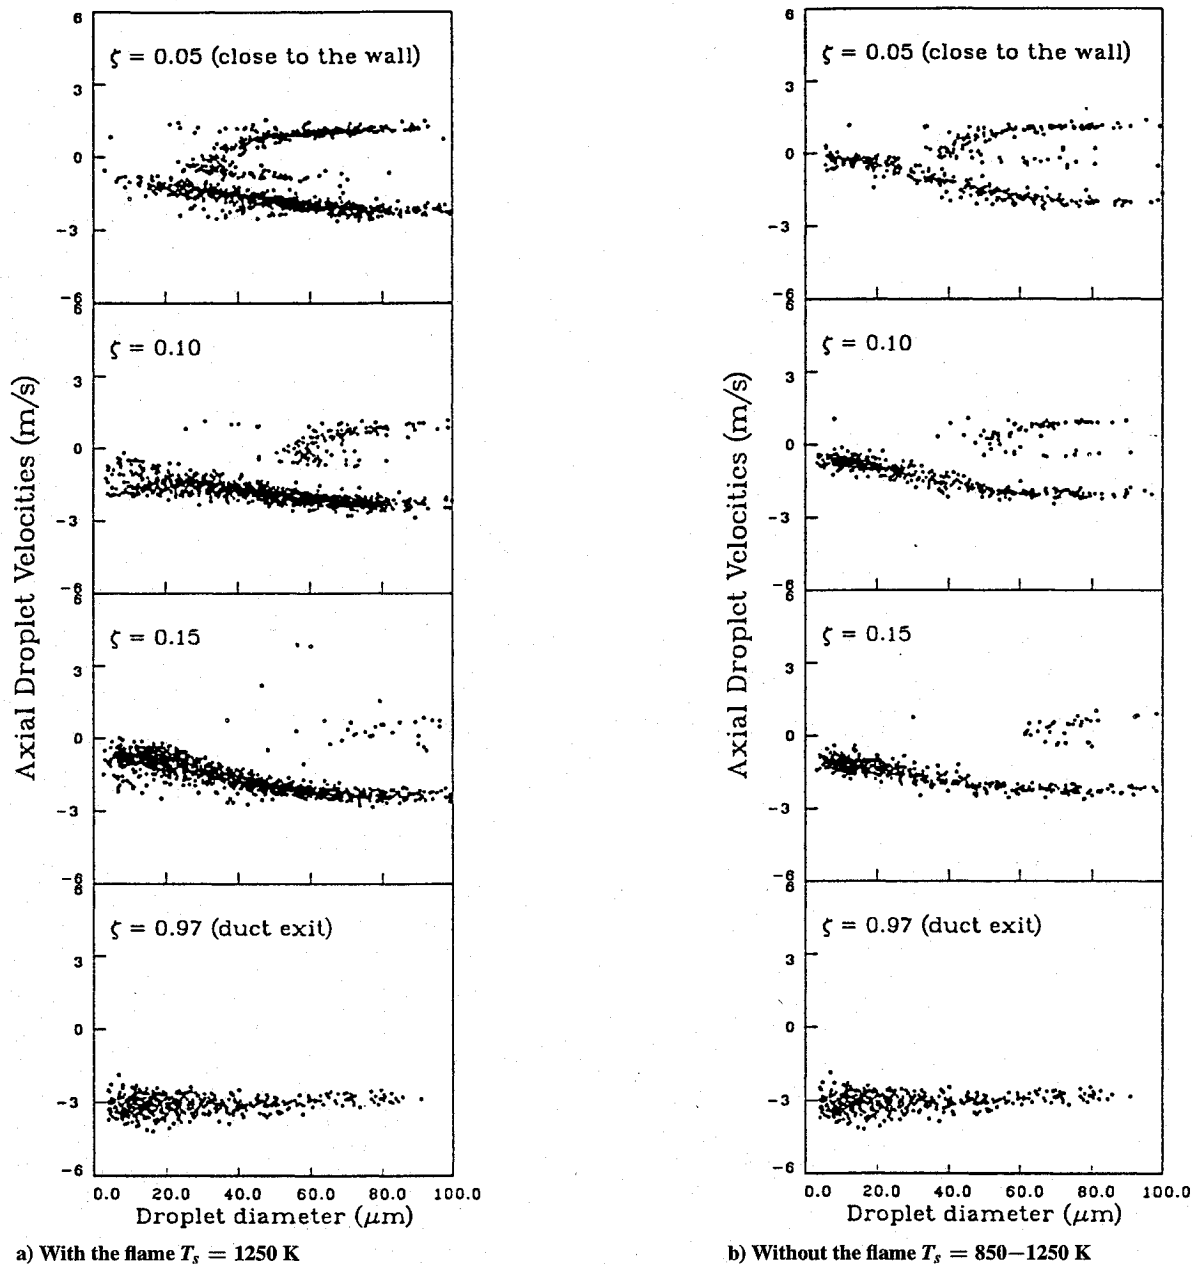 6
ζ = 0.05 (close to the wall)
3
0
−3
−6
6
ζ = 0.10
3
0
−3
−6
6
ζ = 0.15
3
0
−3
−6
6
ζ = 0.97 (duct exit)
3
0
−3
−6
0.0 20.0 40.0 60.0 80.0 100.0
Droplet diameter (μm)
Axial Droplet Velocities (m/s)
a) With the flame Ts = 1250 K
6
ζ = 0.05 (close to the wall)
3
0
−3
−6
6
ζ = 0.10
3
0
−3
−6
6
ζ = 0.15
3
0
−3
−6
6
ζ = 0.97 (duct exit)
3
0
−3
−6
0.0 20.0 40.0 60.0 80.0 100.0
Droplet diameter (μm)
Axial Droplet Velocities (m/s)
b) Without the flame Ts = 850–1250 K